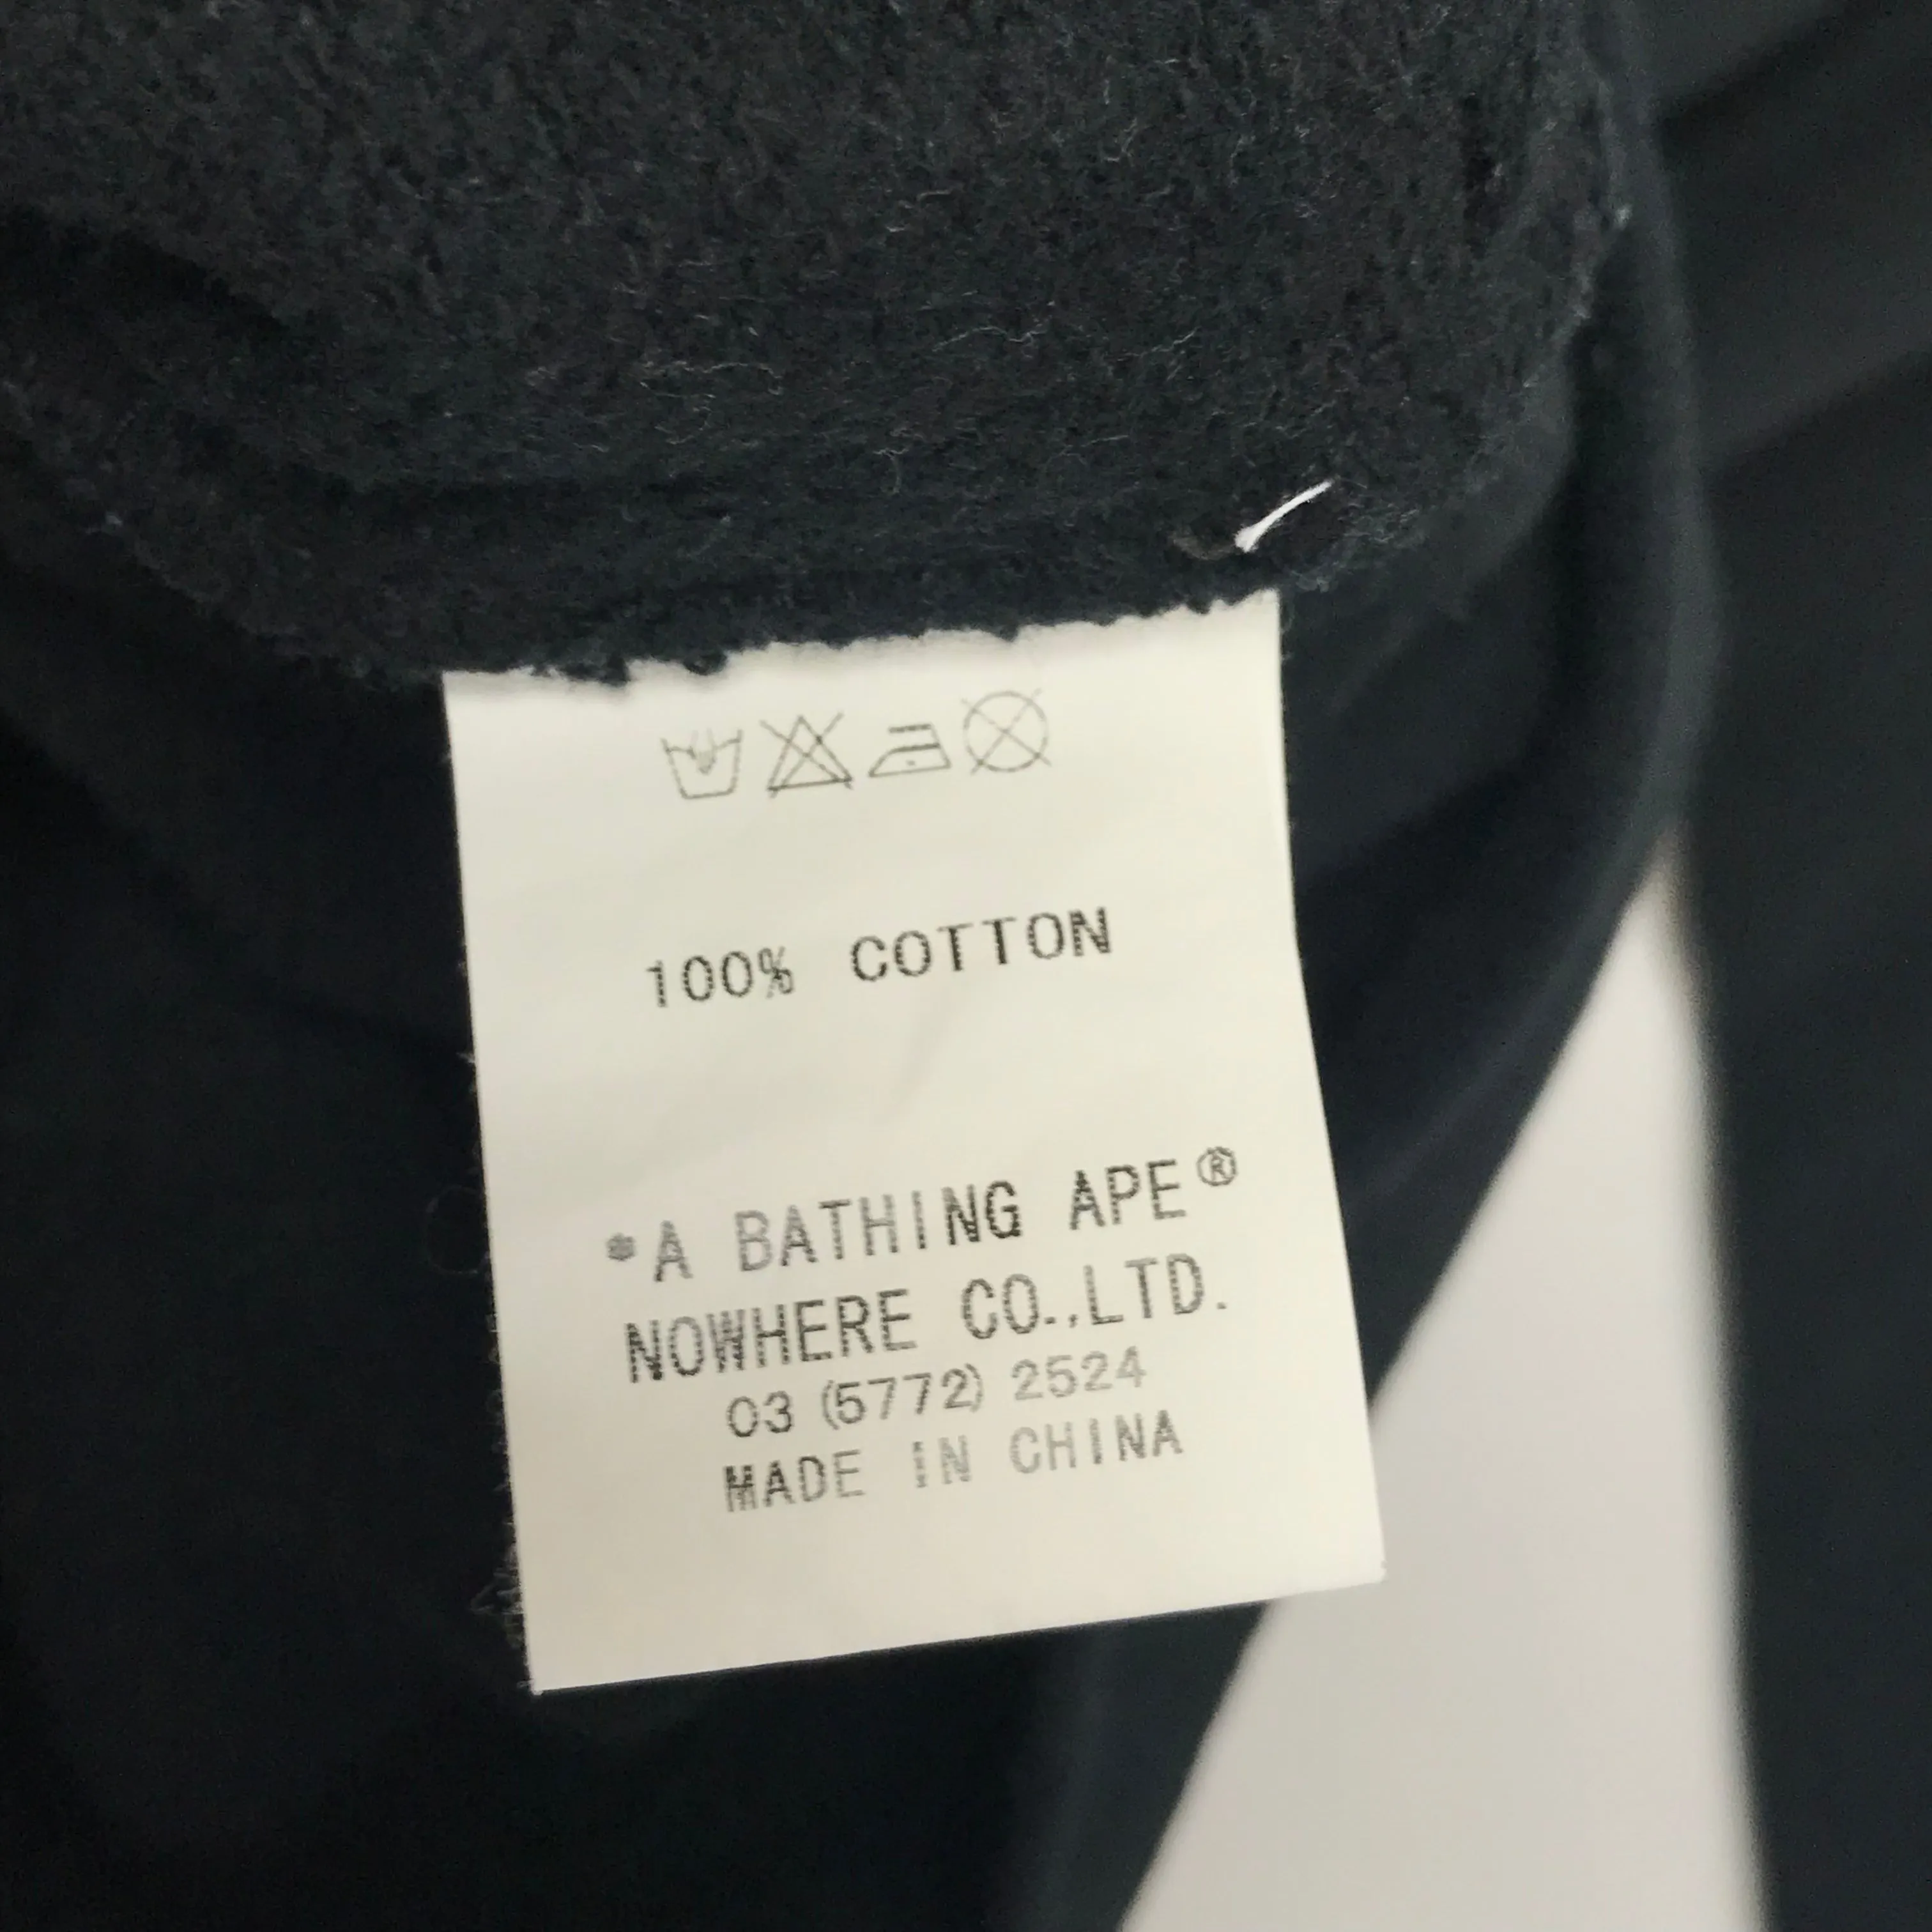 100% COTTON
*A BATHING APE®
NOWHERE CO.,LTD.
03 (5772) 2524
MADE IN CHINA